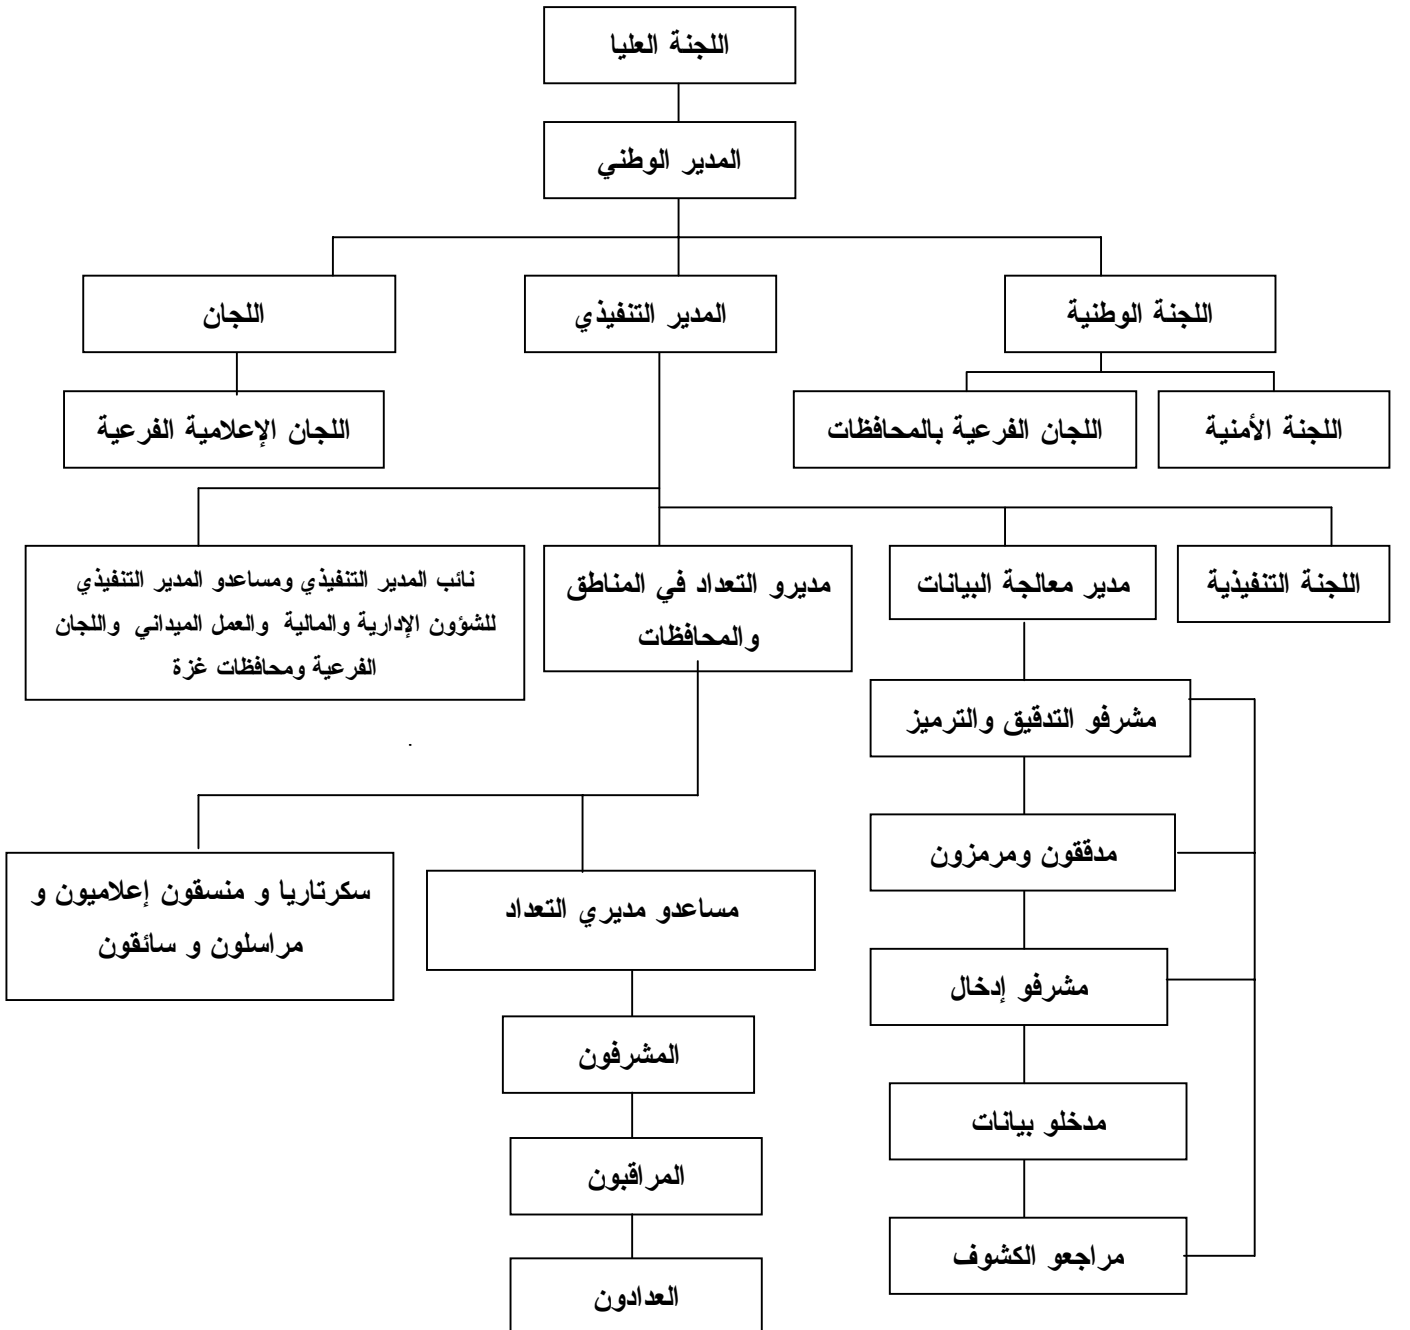 اللجنة العليا
المدير الوطني
اللجنة الوطنية
المدير التنفيذي
اللجان
اللجنة الأمنية
اللجان الفرعية بالمحافظات
اللجان الإعلامية الفرعية
اللجنة التنفيذية
مدير معالجة البيانات
مديرو التعداد في المناطق
والمحافظات
نائب المدير التنفيذي ومساعدو المدير التنفيذي
للشؤون الإدارية والمالية والعمل الميداني واللجان
الفرعية ومحافظات غزة
مشرفو التدقيق والترميز
مدققون ومرمزون
مشرفو إدخال
مدخلو بيانات
مراجعو الكشوف
مساعدو مديري التعداد
سكرتاريا و منسقون إعلاميون و
مراسلون و سائقون
المشرفون
المراقبون
العدادون